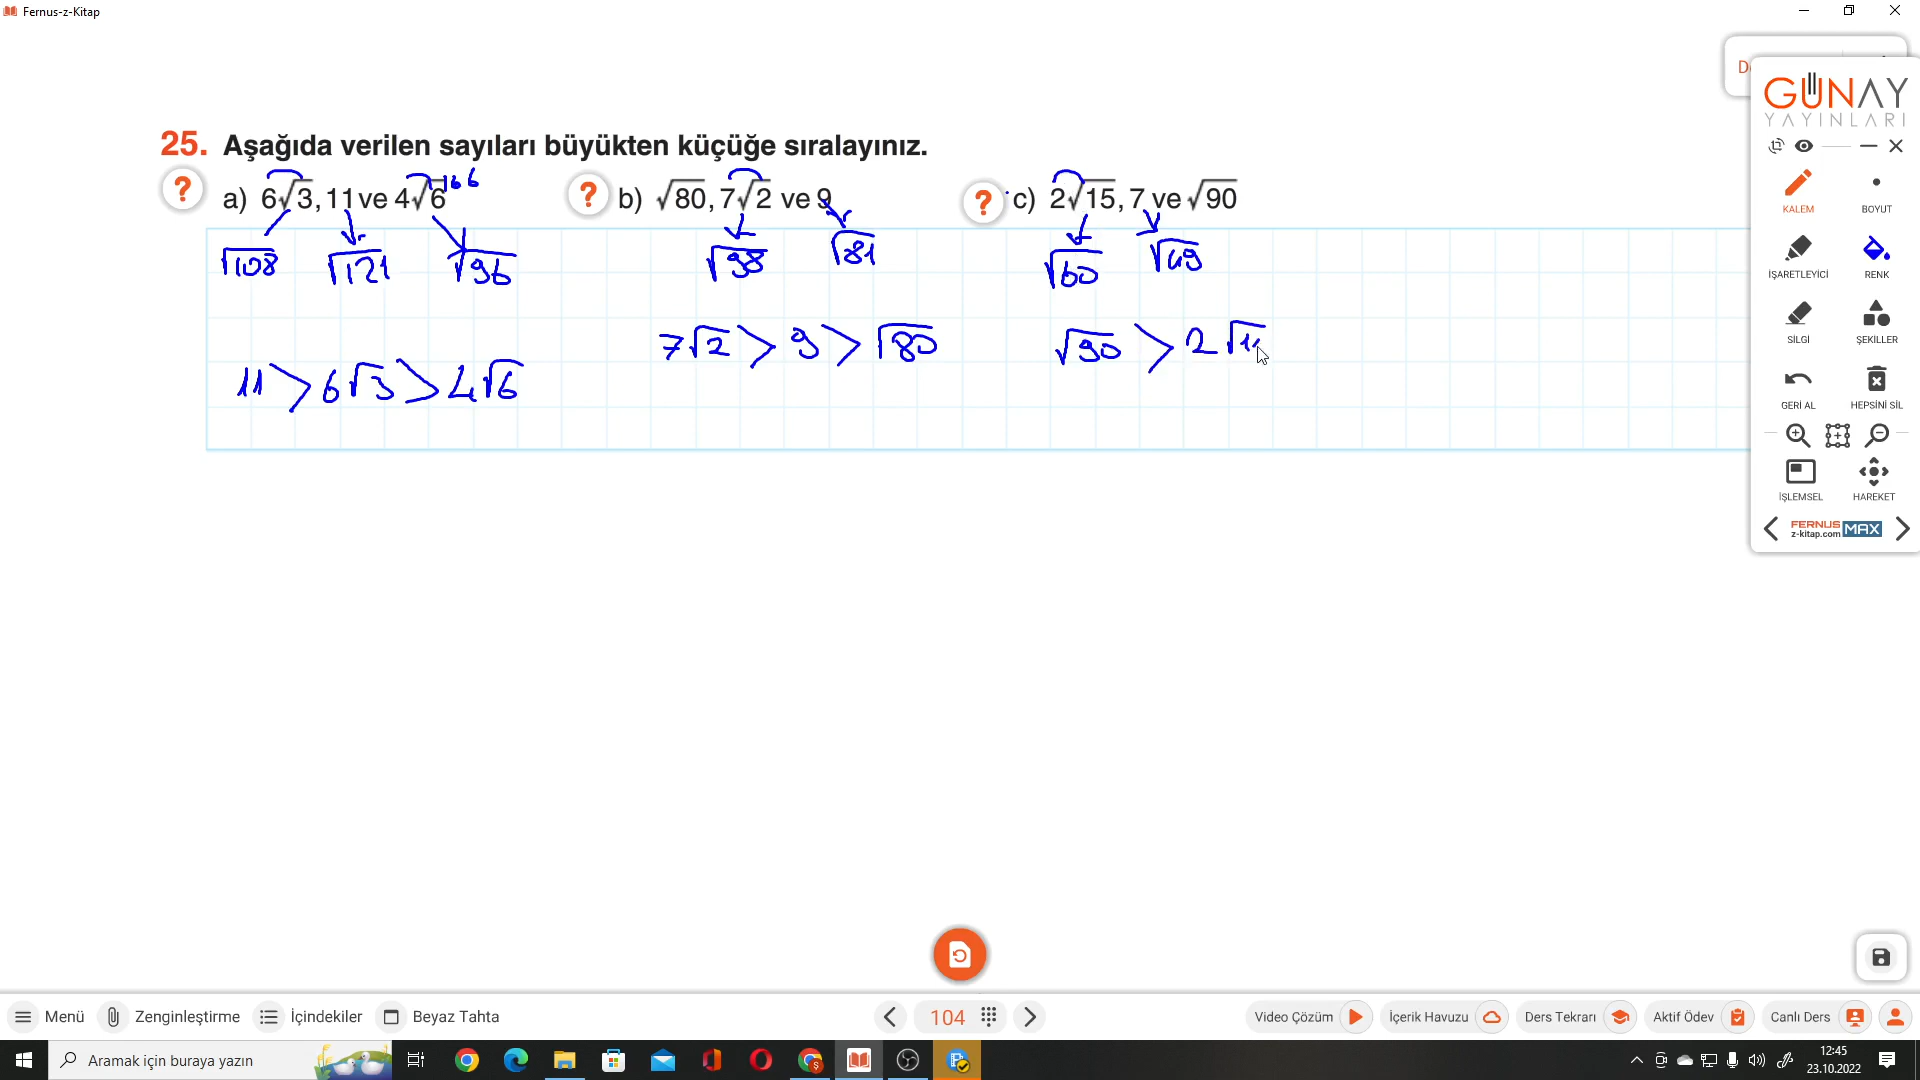 Fernus-z-Kitap
GÜNAY
YAYINLARI
25. Aşağıda verilen sayıları büyükten küçüğe sıralayınız.
? a) 6√3, 11 ve 4√6 16 6
? b) √80, 7√2 ve 9
? c) 2√15, 7 ve √90
√108 √121 √96
√98 √81
√60 √49
11 > 6√3 > 4√6
7√2 > 9 > √80
√90 > 2√
KALEM BOYUT
İŞARETLEYİCİ RENK
SİLGİ ŞEKİLLER
GERİ AL HEPSİNİ SİL
İŞLEMSEL HAREKET
FERNUS MAX
z-kitap.com
Menü Zenginleştirme İçindekiler Beyaz Tahta 104 Video Çözüm İçerik Havuzu Ders Tekrarı Aktif Ödev Canlı Ders
Aramak için buraya yazın
12:45
23.10.2022